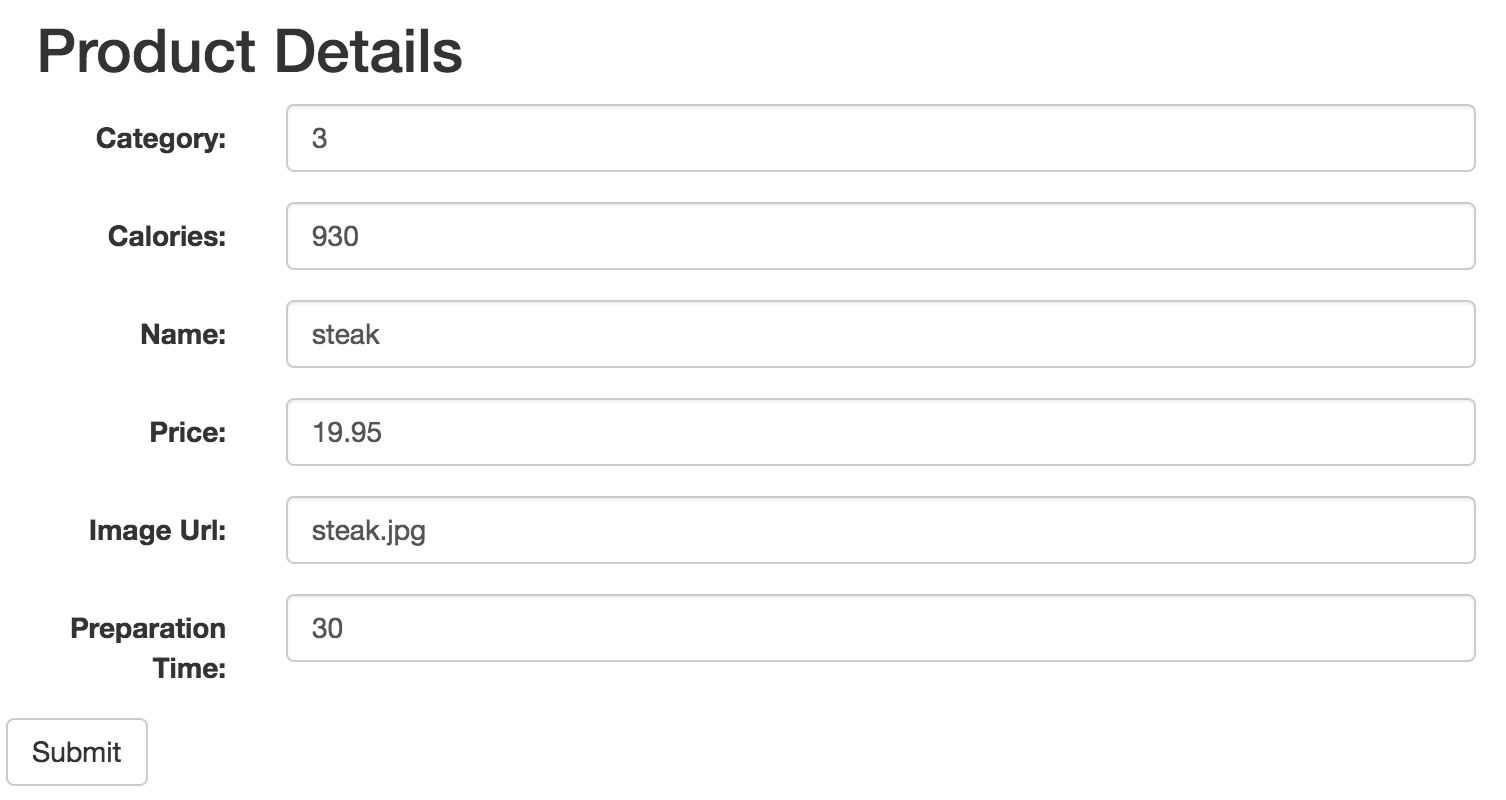 Product Details
Category: 3
Calories: 930
Name: steak
Price: 19.95
Image Url: steak.jpg
Preparation 30
Time:
Submit